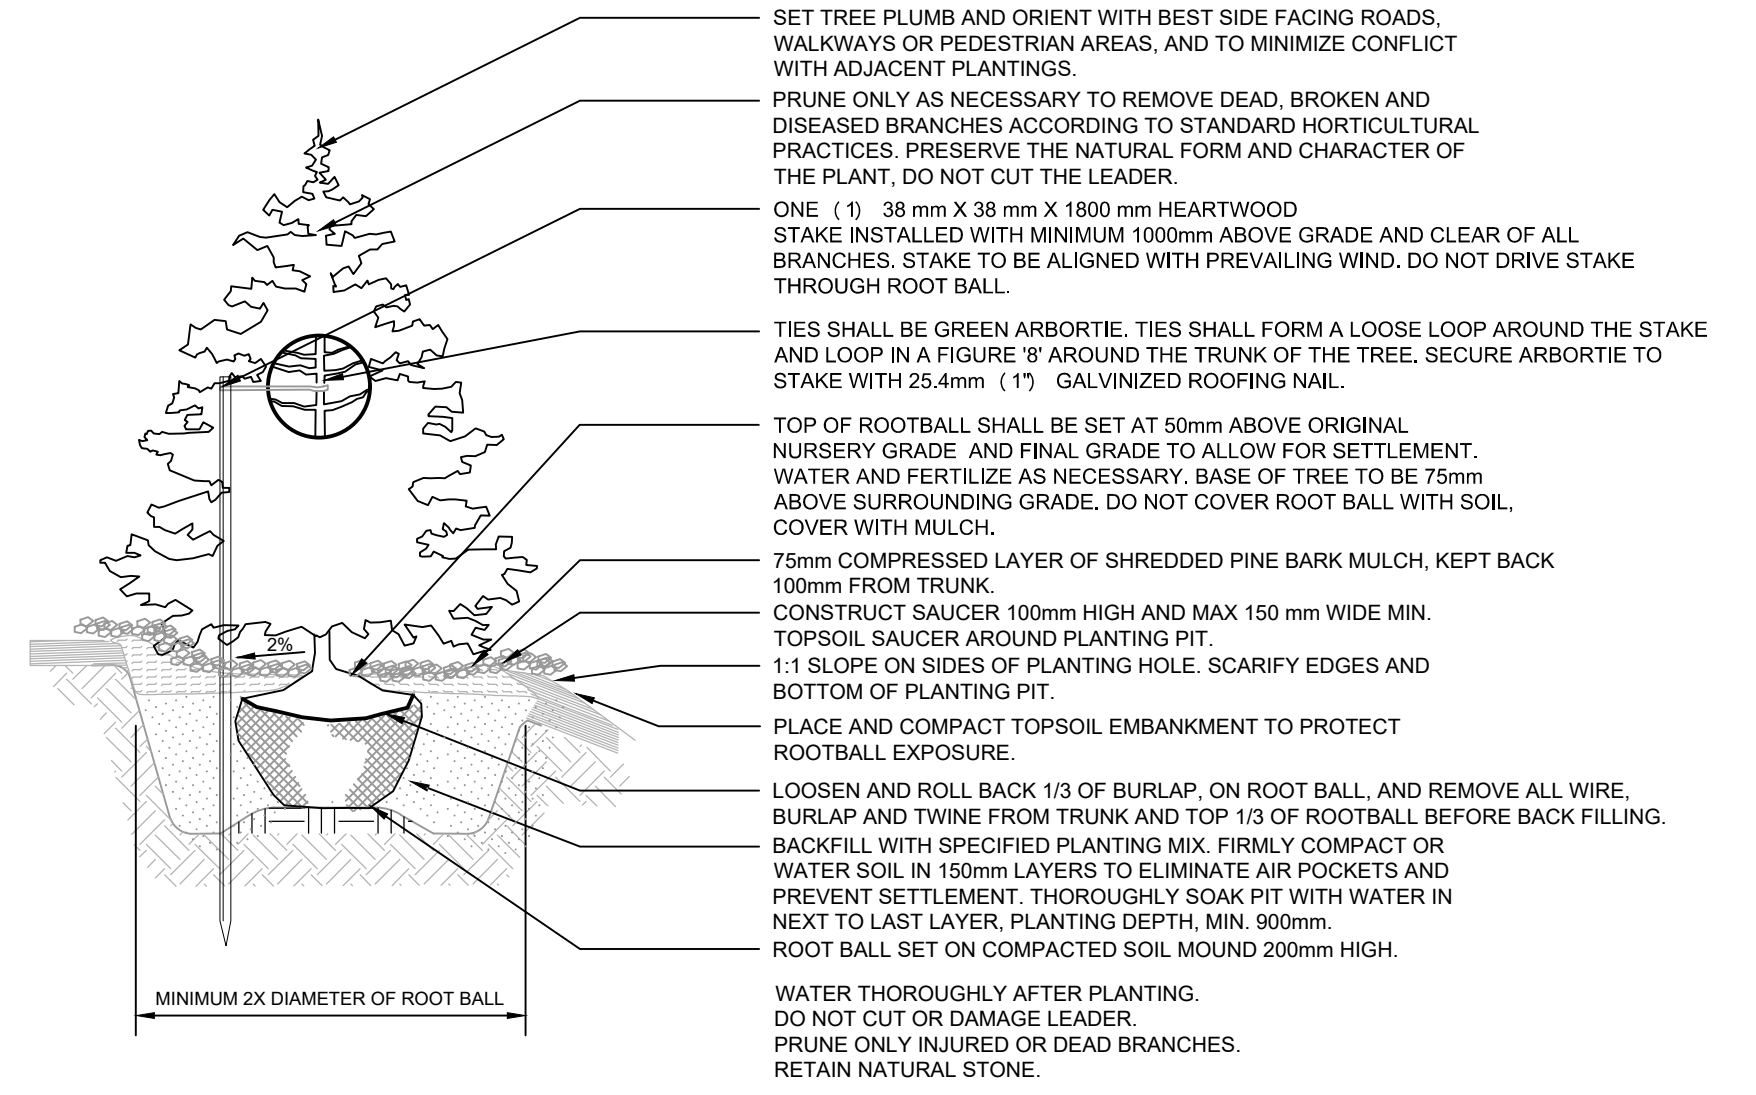 SET TREE PLUMB AND ORIENT WITH BEST SIDE FACING ROADS,
WALKWAYS OR PEDESTRIAN AREAS, AND TO MINIMIZE CONFLICT
WITH ADJACENT PLANTINGS.
PRUNE ONLY AS NECESSARY TO REMOVE DEAD, BROKEN AND
DISEASED BRANCHES ACCORDING TO STANDARD HORTICULTURAL
PRACTICES. PRESERVE THE NATURAL FORM AND CHARACTER OF
THE PLANT, DO NOT CUT THE LEADER.
ONE (1) 38 mm X 38 mm X 1800 mm HEARTWOOD
STAKE INSTALLED WITH MINIMUM 1000mm ABOVE GRADE AND CLEAR OF ALL
BRANCHES. STAKE TO BE ALIGNED WITH PREVAILING WIND. DO NOT DRIVE STAKE
THROUGH ROOT BALL.
TIES SHALL BE GREEN ARBORTIE. TIES SHALL FORM A LOOSE LOOP AROUND THE STAKE
AND LOOP IN A FIGURE '8' AROUND THE TRUNK OF THE TREE. SECURE ARBORTIE TO
STAKE WITH 25.4mm (1") GALVINIZED ROOFING NAIL.
TOP OF ROOTBALL SHALL BE SET AT 50mm ABOVE ORIGINAL
NURSERY GRADE AND FINAL GRADE TO ALLOW FOR SETTLEMENT.
WATER AND FERTILIZE AS NECESSARY. BASE OF TREE TO BE 75mm
ABOVE SURROUNDING GRADE. DO NOT COVER ROOT BALL WITH SOIL,
COVER WITH MULCH.
75mm COMPRESSED LAYER OF SHREDDED PINE BARK MULCH, KEPT BACK
100mm FROM TRUNK.
CONSTRUCT SAUCER 100mm HIGH AND MAX 150 mm WIDE MIN.
TOPSOIL SAUCER AROUND PLANTING PIT.
2%
1:1 SLOPE ON SIDES OF PLANTING HOLE. SCARIFY EDGES AND
BOTTOM OF PLANTING PIT.
PLACE AND COMPACT TOPSOIL EMBANKMENT TO PROTECT
ROOTBALL EXPOSURE.
LOOSEN AND ROLL BACK 1/3 OF BURLAP, ON ROOT BALL, AND REMOVE ALL WIRE,
BURLAP AND TWINE FROM TRUNK AND TOP 1/3 OF ROOTBALL BEFORE BACK FILLING.
BACKFILL WITH SPECIFIED PLANTING MIX. FIRMLY COMPACT OR
WATER SOIL IN 150mm LAYERS TO ELIMINATE AIR POCKETS AND
PREVENT SETTLEMENT. THOROUGHLY SOAK PIT WITH WATER IN
NEXT TO LAST LAYER, PLANTING DEPTH, MIN. 900mm.
ROOT BALL SET ON COMPACTED SOIL MOUND 200mm HIGH.
MINIMUM 2X DIAMETER OF ROOT BALL
WATER THOROUGHLY AFTER PLANTING.
DO NOT CUT OR DAMAGE LEADER.
PRUNE ONLY INJURED OR DEAD BRANCHES.
RETAIN NATURAL STONE.